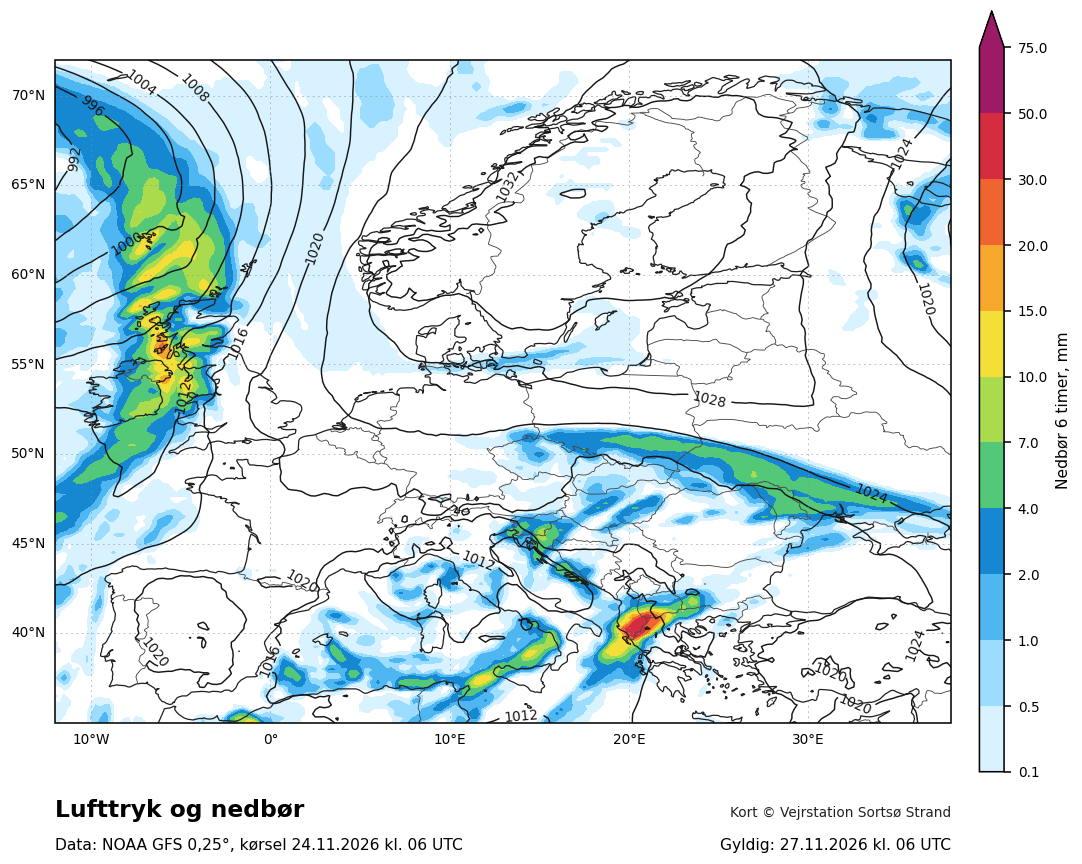 75.0
50.0
30.0
20.0
15.0
10.0
7.0
4.0
2.0
1.0
0.5
0.1
Nedbør 6 timer, mm
70°N
65°N
60°N
55°N
50°N
45°N
40°N
10°W
0°
10°E
20°E
30°E
996
1004
1008
992
1000
1020
1032
1024
1020
1016
1012
1028
1024
1012
1020
1020
1016
1012
1020
1020
1024
Lufttryk og nedbør
Kort © Vejrstation Sortsø Strand
Data: NOAA GFS 0,25°, kørsel 24.11.2026 kl. 06 UTC
Gyldig: 27.11.2026 kl. 06 UTC